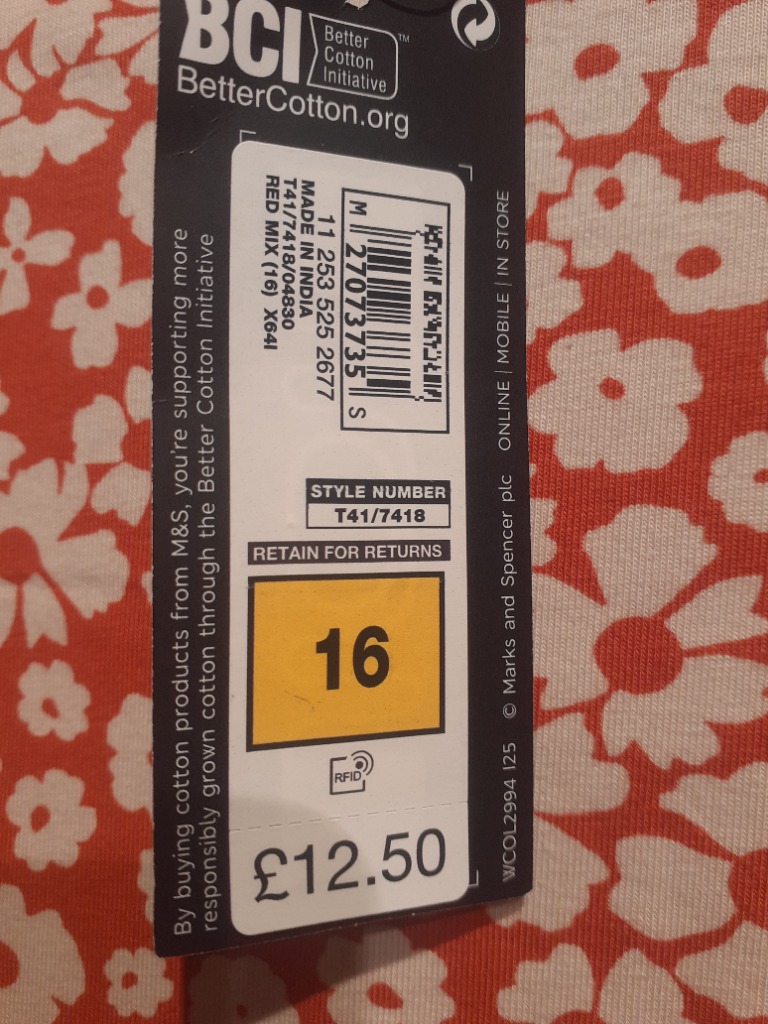 BCI
Better
Cotton
Initiative™
BetterCotton.org
M 27073735 S
11 253 525 2677
MADE IN INDIA
T41/7418/04830
RED MIX (16) X64I
STYLE NUMBER
T41/7418
RETAIN FOR RETURNS
16
RFID
£12.50
By buying cotton products from M&S, you're supporting more
responsibly grown cotton through the Better Cotton Initiative
WCOL2994 I25 © Marks and Spencer plc ONLINE | MOBILE | IN STORE